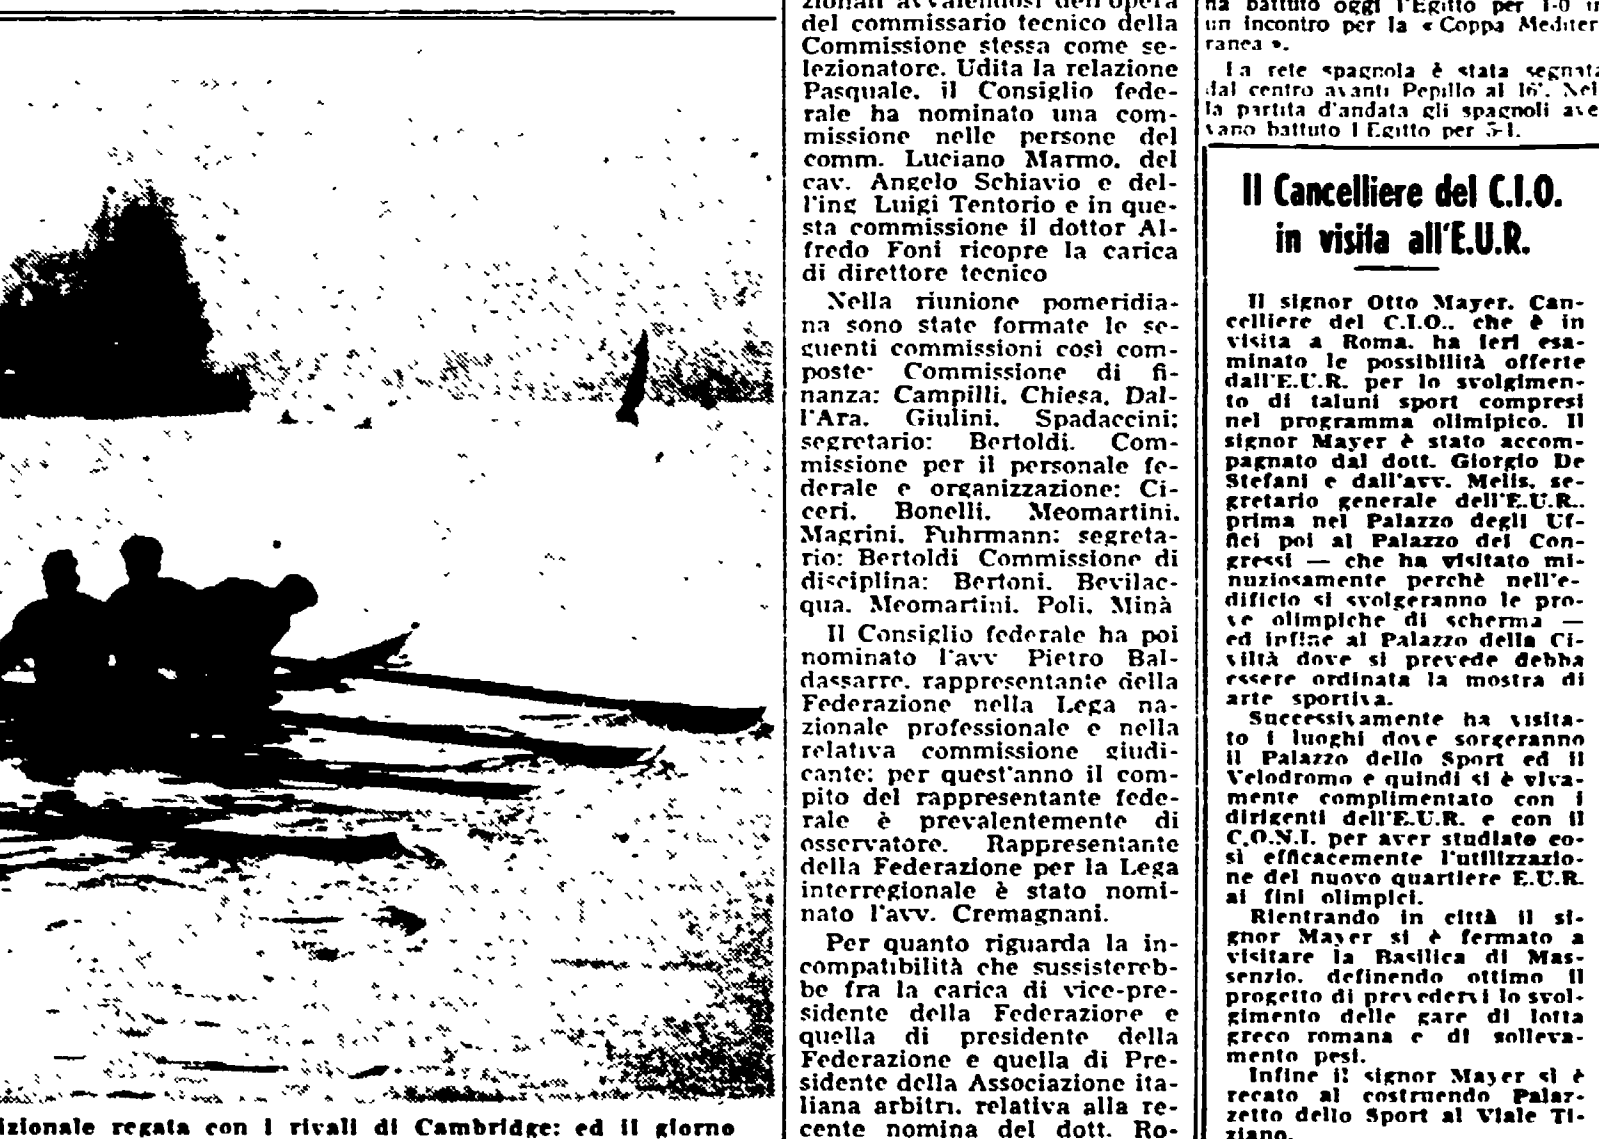 izionale regata con i rivali di Cambridge: ed il giorno
zionali avvalendosi dell'opera
del commissario tecnico della
Commissione stessa come se-
lezionatore. Udita la relazione
Pasquale, il Consiglio fede-
rale ha nominato una com-
missione nelle persone del
comm. Luciano Marmo, del
cav. Angelo Schiavio e del-
l'ing Luigi Tentorio e in que-
sta commissione il dottor Al-
fredo Foni ricopre la carica
di direttore tecnico
Nella riunione pomeridia-
na sono state formate le se-
guenti commissioni così com-
poste: Commissione di fi-
nanza: Campilli, Chiesa, Dal-
l'Ara, Giulini, Spadaccini;
segretario: Bertoldi. Com-
missione per il personale fe-
derale e organizzazione: Ci-
ceri, Bonelli, Meomartini,
Magrini, Fuhrmann; segreta-
rio: Bertoldi Commissione di
disciplina: Bertoni, Bevilac-
qua, Meomartini, Poli, Minà
Il Consiglio federale ha poi
nominato l'avv Pietro Bal-
dassarre, rappresentante della
Federazione nella Lega na-
zionale professionale e nella
relativa commissione giudi-
cante; per quest'anno il com-
pito del rappresentante fede-
rale è prevalentemente di
osservatore. Rappresentante
della Federazione per la Lega
interregionale è stato nomi-
nato l'avv. Cremagnani.
Per quanto riguarda la in-
compatibilità che sussistereb-
be fra la carica di vice-pre-
sidente della Federazione e
quella di presidente della
Federazione e quella di Pre-
sidente della Associazione ita-
liana arbitri, relativa alla re-
cente nomina del dott. Ro-
ha battuto oggi l'Egitto per 1-0 in
un incontro per la « Coppa Mediter
ranea ».
La rete spagnola è stata segnata
dal centro avanti Pepillo al 16'. Nel
la partita d'andata gli spagnoli ave
vano battuto l'Egitto per 5-1.
Il Cancelliere del C.I.O.
in visita all'E.U.R.
Il signor Otto Mayer, Can-
celliere del C.I.O., che è in
visita a Roma, ha ieri esa-
minato le possibilità offerte
dall'E.U.R. per lo svolgimen-
to di taluni sport compresi
nel programma olimpico. Il
signor Mayer è stato accom-
pagnato dal dott. Giorgio De
Stefani e dall'avv. Melis, se-
gretario generale dell'E.U.R.,
prima nel Palazzo degli Uf-
fici poi al Palazzo dei Con-
gressi — che ha visitato mi-
nuziosamente perchè nell'e-
dificio si svolgeranno le pro-
ve olimpiche di scherma —
ed infine al Palazzo della Ci-
viltà dove si prevede debba
essere ordinata la mostra di
arte sportiva.
Successivamente ha visita-
to i luoghi dove sorgeranno
il Palazzo dello Sport ed il
Velodromo e quindi si è viva-
mente complimentato con i
dirigenti dell'E.U.R. e con il
C.O.N.I. per aver studiato co-
sì efficacemente l'utilizzazio-
ne del nuovo quartiere E.U.R.
ai fini olimpici.
Rientrando in città il si-
gnor Mayer si è fermato a
visitare la Basilica di Mas-
senzio, definendo ottimo il
progetto di prevedervi lo svol-
gimento delle gare di lotta
greco romana e di solleva-
mento pesi.
Infine il signor Mayer si è
recato al costruendo Palaz-
zetto dello Sport al Viale Ti-
ziano.